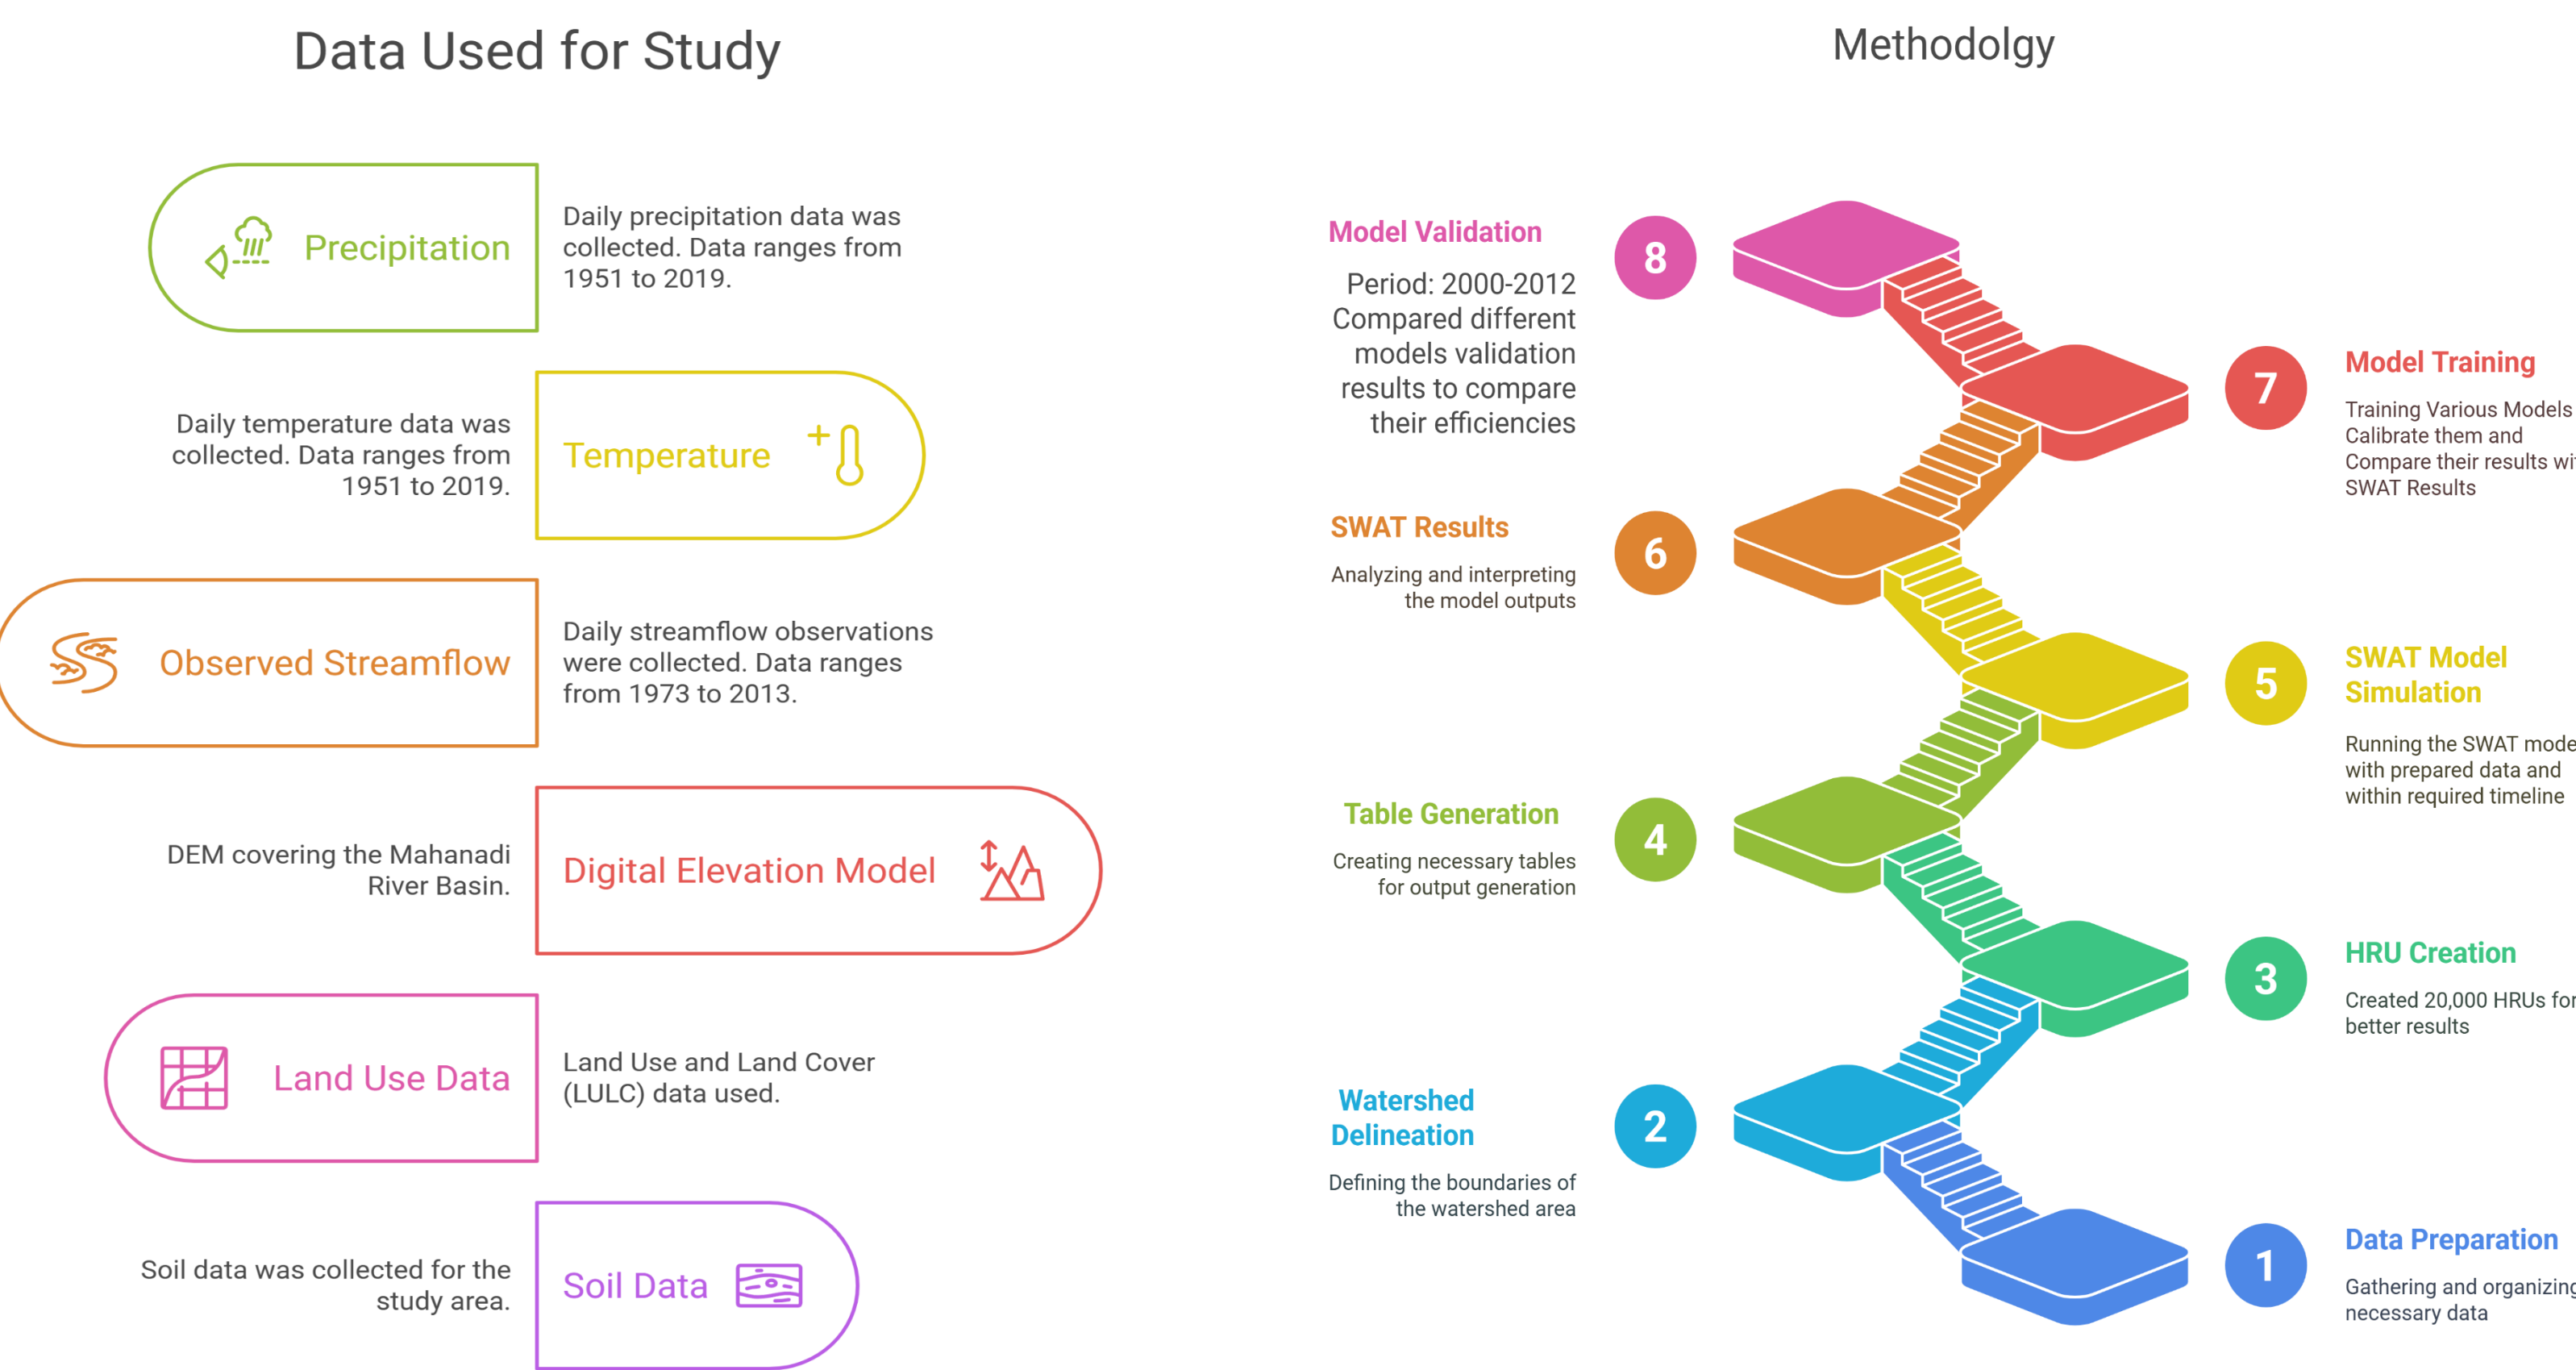 Data Used for Study
Precipitation
Daily precipitation data was
collected. Data ranges from
1951 to 2019.
Daily temperature data was
collected. Data ranges from
1951 to 2019.
Temperature
Observed Streamflow
Daily streamflow observations
were collected. Data ranges
from 1973 to 2013.
DEM covering the Mahanadi
River Basin.
Digital Elevation Model
Land Use Data
Land Use and Land Cover
(LULC) data used.
Soil data was collected for the
study area.
Soil Data
Methodolgy
Model Validation
8
Period: 2000-2012
Compared different
models validation
results to compare
their efficiencies
7
Model Training
Training Various Models
Calibrate them and
Compare their results
SWAT Results
SWAT Results
6
Analyzing and interpreting
the model outputs
5
SWAT Model
Simulation
Running the SWAT
with prepared data and
within required timeline
Table Generation
4
Creating necessary tables
for output generation
3
HRU Creation
Created 20,000 HRUs for
better results
Watershed
Delineation
2
Defining the boundaries of
the watershed area
1
Data Preparation
Gathering and organizing
necessary data